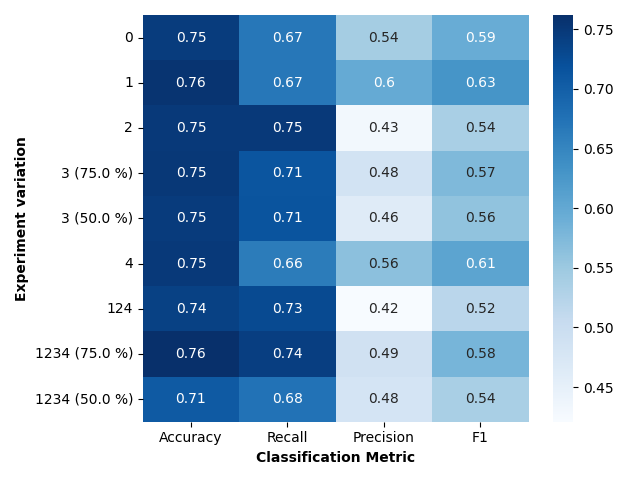 0 0.75 0.67 0.54 0.59
1 0.76 0.67 0.6 0.63
2 0.75 0.75 0.43 0.54
3 (75.0 %) 0.75 0.71 0.48 0.57
3 (50.0 %) 0.75 0.71 0.46 0.56
4 0.75 0.66 0.56 0.61
124 0.74 0.73 0.42 0.52
1234 (75.0 %) 0.76 0.74 0.49 0.58
1234 (50.0 %) 0.71 0.68 0.48 0.54
Accuracy Recall Precision F1
Classification Metric
Experiment variation
0.75
0.70
0.65
0.60
0.55
0.50
0.45